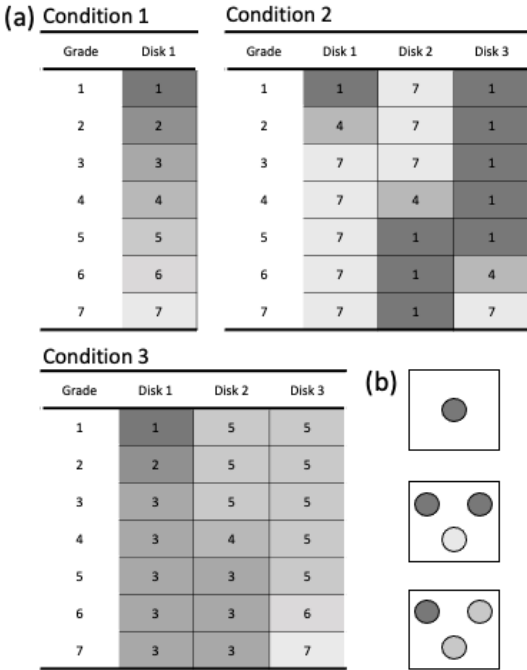 (a) Condition 1 Condition 2
Grade Disk 1 Grade Disk 1 Disk 2 Disk 3
1 1 1 1 7 1
2 2 2 4 7 1
3 3 3 7 7 1
4 4 4 7 4 1
5 5 5 7 1 1
6 6 6 7 1 4
7 7 7 7 1 7
Condition 3
(b)
Grade Disk 1 Disk 2 Disk 3
1 1 5 5
2 2 5 5
3 3 5 5
4 3 4 5
5 3 3 5
6 3 3 6
7 3 3 7